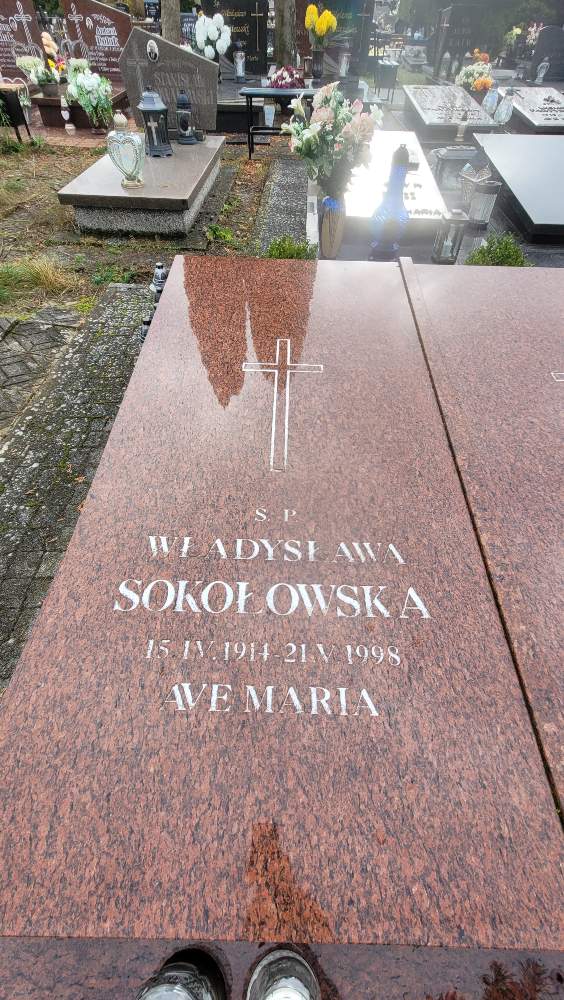 S. P
WŁADYSŁAWA
SOKOŁOWSKA
15.IV.1914-21.V 1998
AVE MARIA